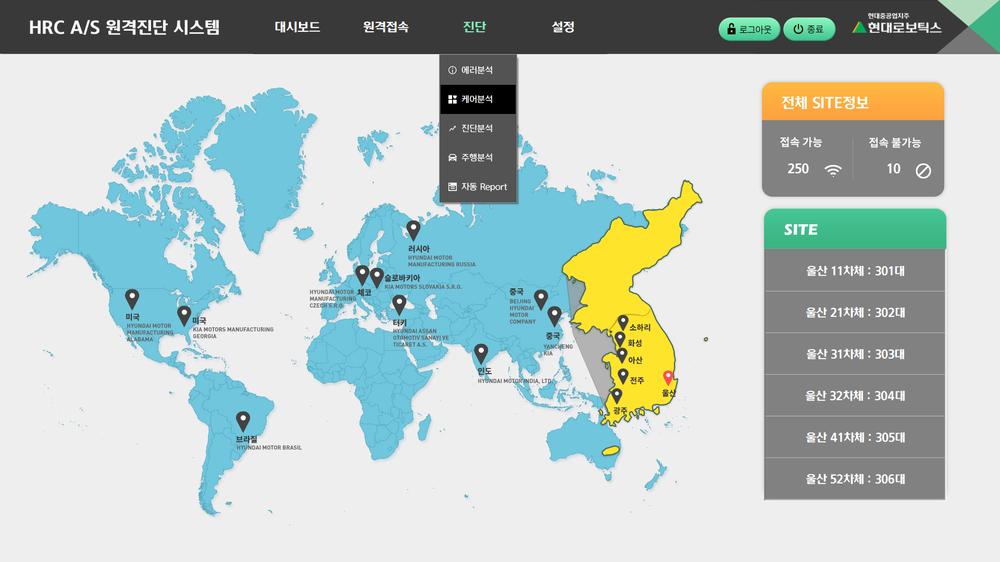 HRC A/S 원격진단 시스템
대시보드
원격접속
진단
설정
로그아웃
종료
현대중공업지주
현대로보틱스
에러분석
케어분석
진단분석
주행분석
자동 Report
전체 SITE정보
접속 가능
접속 불가능
250
10
SITE
울산 11차체 : 301대
울산 21차체 : 302대
울산 31차체 : 303대
울산 32차체 : 304대
울산 41차체 : 305대
울산 52차체 : 306대
러시아
HYUNDAI MOTOR
MANUFACTURING RUSSIA
슬로바키아
KIA MOTORS SLOVAKIA S.R.O.
체코
HYUNDAI MOTOR
MANUFACTURING
CZECH S.R.O
터키
HYUNDAI ASSAN
OTOMOTIV SANAYI VE
TICARET A.S.
중국
BEIJING
HYUNDAI
MOTOR
COMPANY
중국
YANCHENG
KIA
인도
HYUNDAI MOTOR INDIA, LTD.
미국
HYUNDAI MOTOR
MANUFACTURING
ALABAMA
미국
KIA MOTORS MANUFACTURING
GEORGIA
브라질
HYUNDAI MOTOR BRASIL
소하리
화성
아산
전주
울산
광주